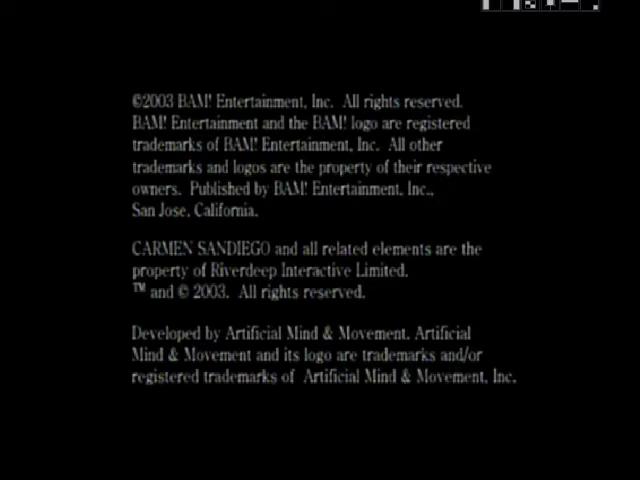 ©2003 BAM! Entertainment, Inc.  All rights reserved.
BAM! Entertainment and the BAM! logo are registered
trademarks of BAM! Entertainment, Inc.  All other
trademarks and logos are the property of their respective
owners.  Published by BAM! Entertainment, Inc.,
San Jose, California.
CARMEN SANDIEGO and all related elements are the
property of Riverdeep Interactive Limited.
™ and © 2003.  All rights reserved.
Developed by Artificial Mind & Movement. Artificial
Mind & Movement and its logo are trademarks and/or
registered trademarks of  Artificial Mind & Movement, Inc.